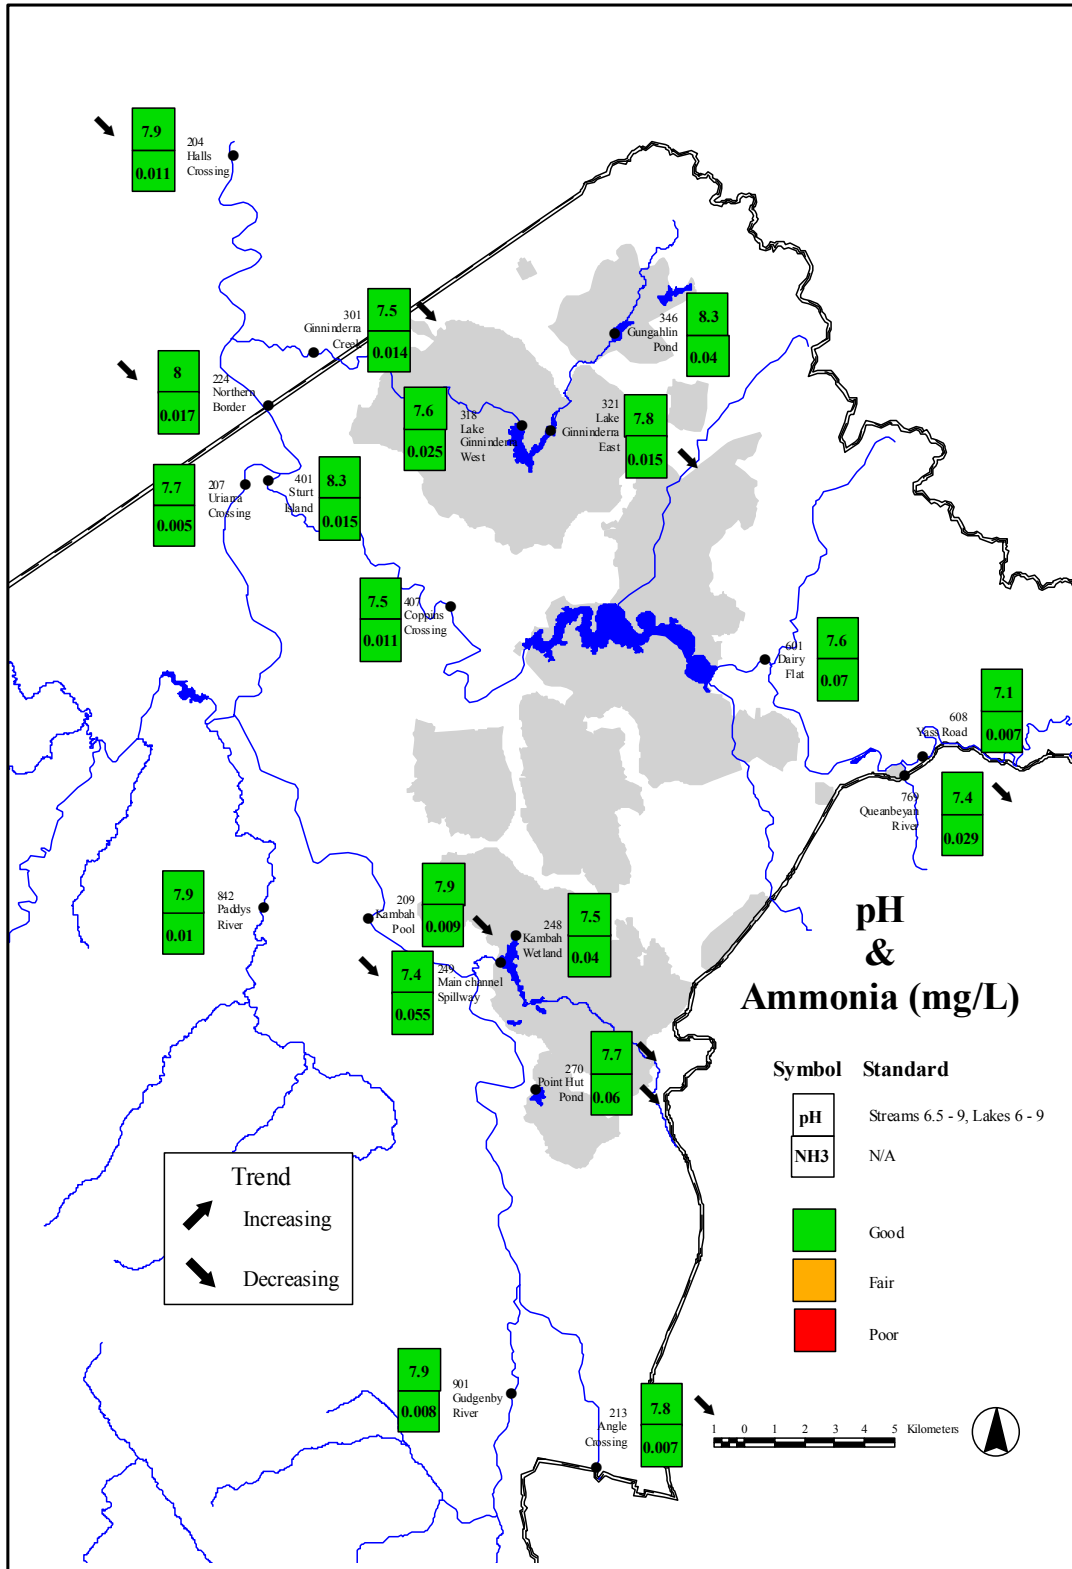 7.9
0.011
204
Halls
Crossing
301
Ginninderra
Creek
7.5
0.014
346
Gungahlin
Pond
8.3
0.04
8
0.017
224
Northern
Border
7.6
0.025
318
Lake
Ginninderra
West
321
Lake
Ginninderra
East
7.8
0.015
7.7
0.005
207
Uriarra
Crossing
401
Sturt
Island
8.3
0.015
7.5
0.011
407
Coppins
Crossing
601
Dairy
Flat
7.6
0.07
608
Yass Road
7.1
0.007
769
Queanbeyan
River
7.4
0.029
7.9
0.01
842
Paddys
River
209
Kambah
Pool
7.9
0.009
248
Kambah
Wetland
7.5
0.04
7.4
0.055
249
Main channel
Spillway
270
Point Hut
Pond
7.7
0.06
pH
&
Ammonia (mg/L)
Symbol Standard
pH Streams 6.5 - 9, Lakes 6 - 9
NH3 N/A
Good
Fair
Poor
Trend
Increasing
Decreasing
7.9
0.008
901
Gudgenby
River
213
Angle
Crossing
7.8
0.007
1 0 1 2 3 4 5 Kilometers